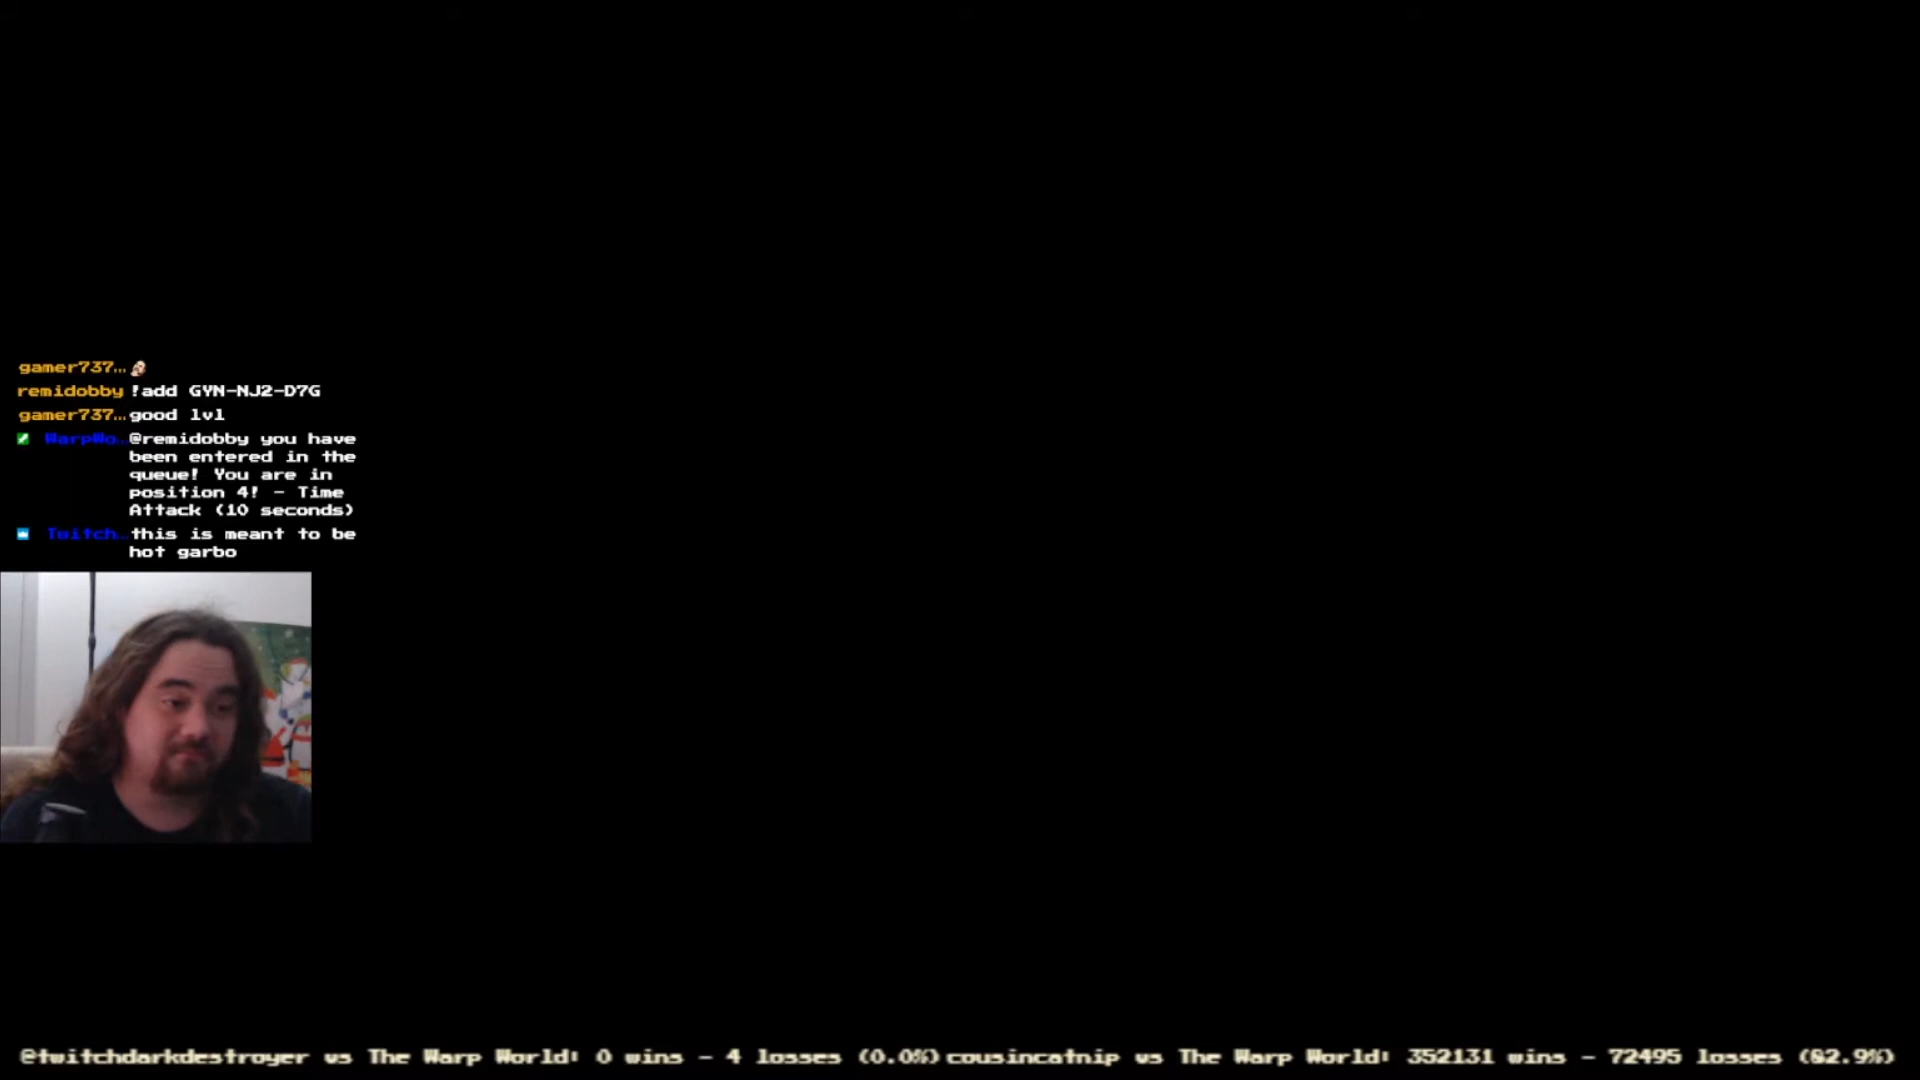 gamer737…
remidobby !add GYN-NJ2-D7G
gamer737… good lvl
WarpWo… @remidobby you have
been entered in the
queue! You are in
position 4! - Time
Attack (10 seconds)
Twitch… this is meant to be
hot garbo
@twitchdarkdestroyer vs The Warp World: 0 wins - 4 losses (0.0%) cousincatnip vs The Warp World: 352131 wins - 72495 losses (82.9%)